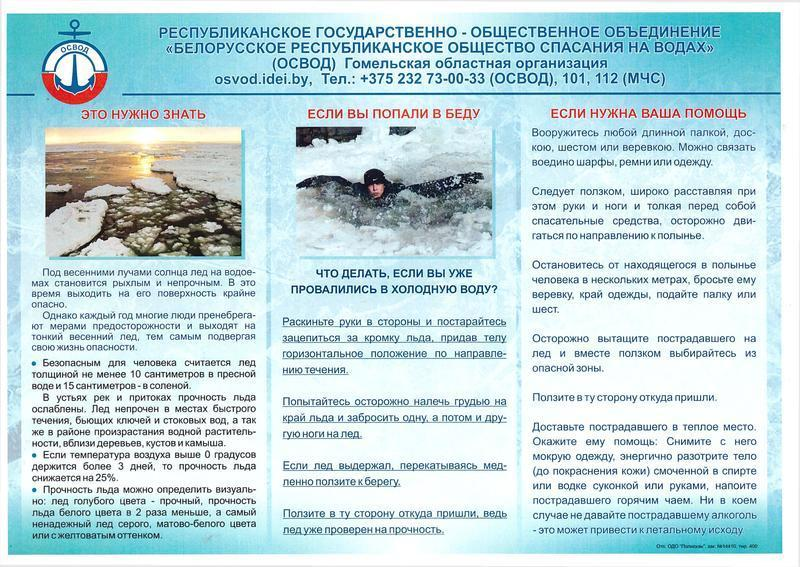 РЕСПУБЛИКАНСКОЕ ГОСУДАРСТВЕННО - ОБЩЕСТВЕННОЕ ОБЪЕДИНЕНИЕ
«БЕЛОРУССКОЕ РЕСПУБЛИКАНСКОЕ ОБЩЕСТВО СПАСАНИЯ НА ВОДАХ»
(ОСВОД) Гомельская областная организация
osvod.idei.by, Тел.: +375 232 73-00-33 (ОСВОД), 101, 112 (МЧС)
ОСВОД
ЭТО НУЖНО ЗНАТЬ
Под весенними лучами солнца лед на водое-
мах становится рыхлым и непрочным. В это
время выходить на его поверхность крайне
опасно.
Однако каждый год многие люди пренебрега-
ют мерами предосторожности и выходят на
тонкий весенний лед, тем самым подвергая
свою жизнь опасности.
● Безопасным для человека считается лед
толщиной не менее 10 сантиметров в пресной
воде и 15 сантиметров - в соленой.
В устьях рек и притоках прочность льда
ослаблены. Лед непрочен в местах быстрого
течения, бьющих ключей и стоковых вод, а так
же в районе произрастания водной раститель-
ности, вблизи деревьев, кустов и камыша.
● Если температура воздуха выше 0 градусов
держится более 3 дней, то прочность льда
снижается на 25%.
● Прочность льда можно определить визуаль-
но: лед голубого цвета - прочный, прочность
льда белого цвета в 2 раза меньше, а самый
ненадежный лед серого, матово-белого цвета
или с желтоватым оттенком.
ЕСЛИ ВЫ ПОПАЛИ В БЕДУ
ЧТО ДЕЛАТЬ, ЕСЛИ ВЫ УЖЕ
ПРОВАЛИЛИСЬ В ХОЛОДНУЮ ВОДУ?
Раскиньте руки в стороны и постарайтесь
зацепиться за кромку льда, придав телу
горизонтальное положение по направле-
нию течения.
Попытайтесь осторожно налечь грудью на
край льда и забросить одну, а потом и дру-
гую ноги на лед.
Если лед выдержал, перекатываясь мед-
ленно ползите к берегу.
Ползите в ту сторону откуда пришли, ведь
лед уже проверен на прочность.
ЕСЛИ НУЖНА ВАША ПОМОЩЬ
Вооружитесь любой длинной палкой, дос-
кою, шестом или веревкою. Можно связать
воедино шарфы, ремни или одежду.
Следует ползком, широко расставляя при
этом руки и ноги и толкая перед собой
спасательные средства, осторожно дви-
гаться по направлению к полынье.
Остановитесь от находящегося в полынье
человека в нескольких метрах, бросьте ему
веревку, край одежды, подайте палку или
шест.
Осторожно вытащите пострадавшего на
лед и вместе ползком выбирайтесь из
опасной зоны.
Ползите в ту сторону откуда пришли.
Доставьте пострадавшего в теплое место.
Окажите ему помощь: Снимите с него
мокрую одежду, энергично разотрите тело
(до покраснения кожи) смоченной в спирте
или водке суконкой или руками, напоите
пострадавшего горячим чаем. Ни в коем
случае не давайте пострадавшему алкоголь
- это может привести к летальному исходу.